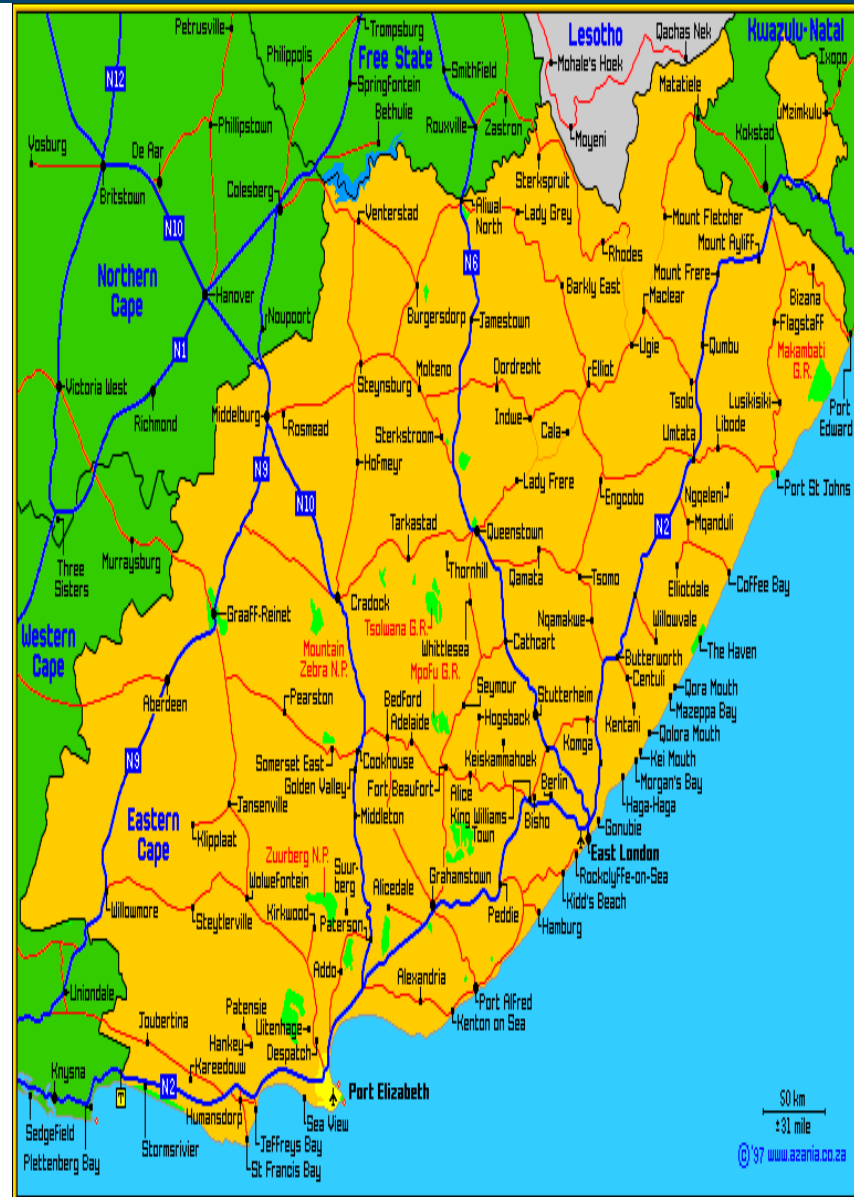 Petrusville
Trompsburg
Lesotho
Qachas Nek
Kwazulu-Natal
Philippolis
Free State
Mohale's Hoek
Ixopo
N12
Springfontein
Smithfield
Matatiele
uMzimkulu
Phillipstown
Bethulie
Rouxville
Zastron
Moyeni
Kokstad
Vosburg
De Aar
Britstown
Colesberg
Sterkspruit
Aliwal
North
Lady Grey
Venterstad
Mount Fletcher
N10
Rhodes
Mount Ayliff
N6
Northern
Cape
Hanover
Barkly East
Mount Frere
Maclear
Bizana
Burgersdorp
Jamestown
Flagstaff
Noupoort
Ugie
Qumbu
Makambati
G.R.
N1
Molteno
Dordrecht
Elliot
Steynsburg
Victoria West
Richmond
Tsolo
Lusikisiki
Port
Edward
Middelburg
Rosmead
Indwe
Cala
Sterkstroom
Umtata
Libode
N9
Hofmeyr
Lady Frere
Engcobo
Ngqeleni
Port St Johns
N10
Mqanduli
N2
Tarkastad
Queenstown
Three
Sisters
Murraysburg
Thornhill
Qamata
Tsomo
Elliotdale
Coffee Bay
Graaff-Reinet
Cradock
Tsolwana G.R.
Nqamakwe
Willowvale
Western
Cape
Mountain
Zebra N.P.
Whittlesea
Cathcart
The Haven
Mpofu G.R.
Butterworth
Centuli
Aberdeen
Pearston
Seymour
Stutterheim
Qora Mouth
Bedford
Adelaide
Hogsback
Kentani
Mazeppa Bay
Komga
Qolora Mouth
N9
Somerset East
Cookhouse
Keiskammahoek
Kei Mouth
Golden Valley
Fort Beaufort
Alice
Berlin
Morgan's Bay
Jansenville
Middleton
King Williams
Town
Bisho
Haga-Haga
Eastern
Cape
Klipplaat
Gonubie
East London
Zuurberg N.P.
Suur-
berg
Rockclyffe-on-Sea
Wolwefontein
Alicedale
Grahamstown
Kidd's Beach
Willowmore
Steytlerville
Kirkwood
Paterson
Peddie
Hamburg
Addo
Alexandria
Uniondale
Port Alfred
Patensie
Uitenhage
Kenton on Sea
Joubertina
Hankey
Despatch
Kareedouw
Knysna
N2
Port Elizabeth
T
Humansdorp
Sea View
Sedgefield
Stormsrivier
Jeffreys Bay
Plettenberg Bay
St Francis Bay
50 km
±31 mile
©'97 www.azania.co.za